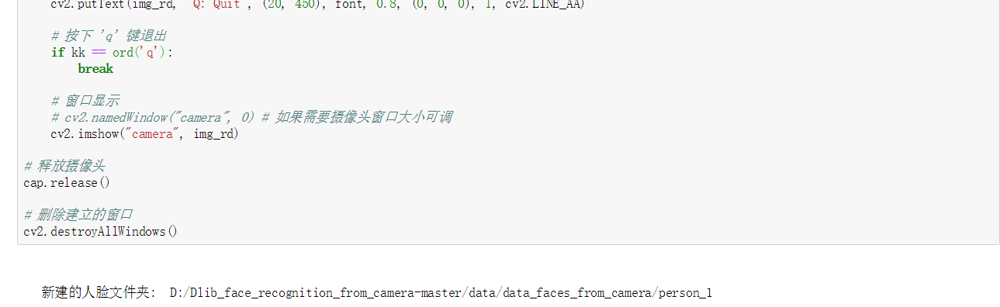 cv2.putText(img_rd, "Q: Quit", (20, 450), font, 0.8, (0, 0, 0), 1, cv2.LINE_AA)
# 按下 'q' 键退出
if kk == ord('q'):
break
# 窗口显示
# cv2.namedWindow("camera", 0) # 如果需要摄像头窗口大小可调
cv2.imshow("camera", img_rd)
# 释放摄像头
cap.release()
# 删除建立的窗口
cv2.destroyAllWindows()
新建的人脸文件夹: D:/Dlib_face_recognition_from_camera-master/data/data_faces_from_camera/person_1